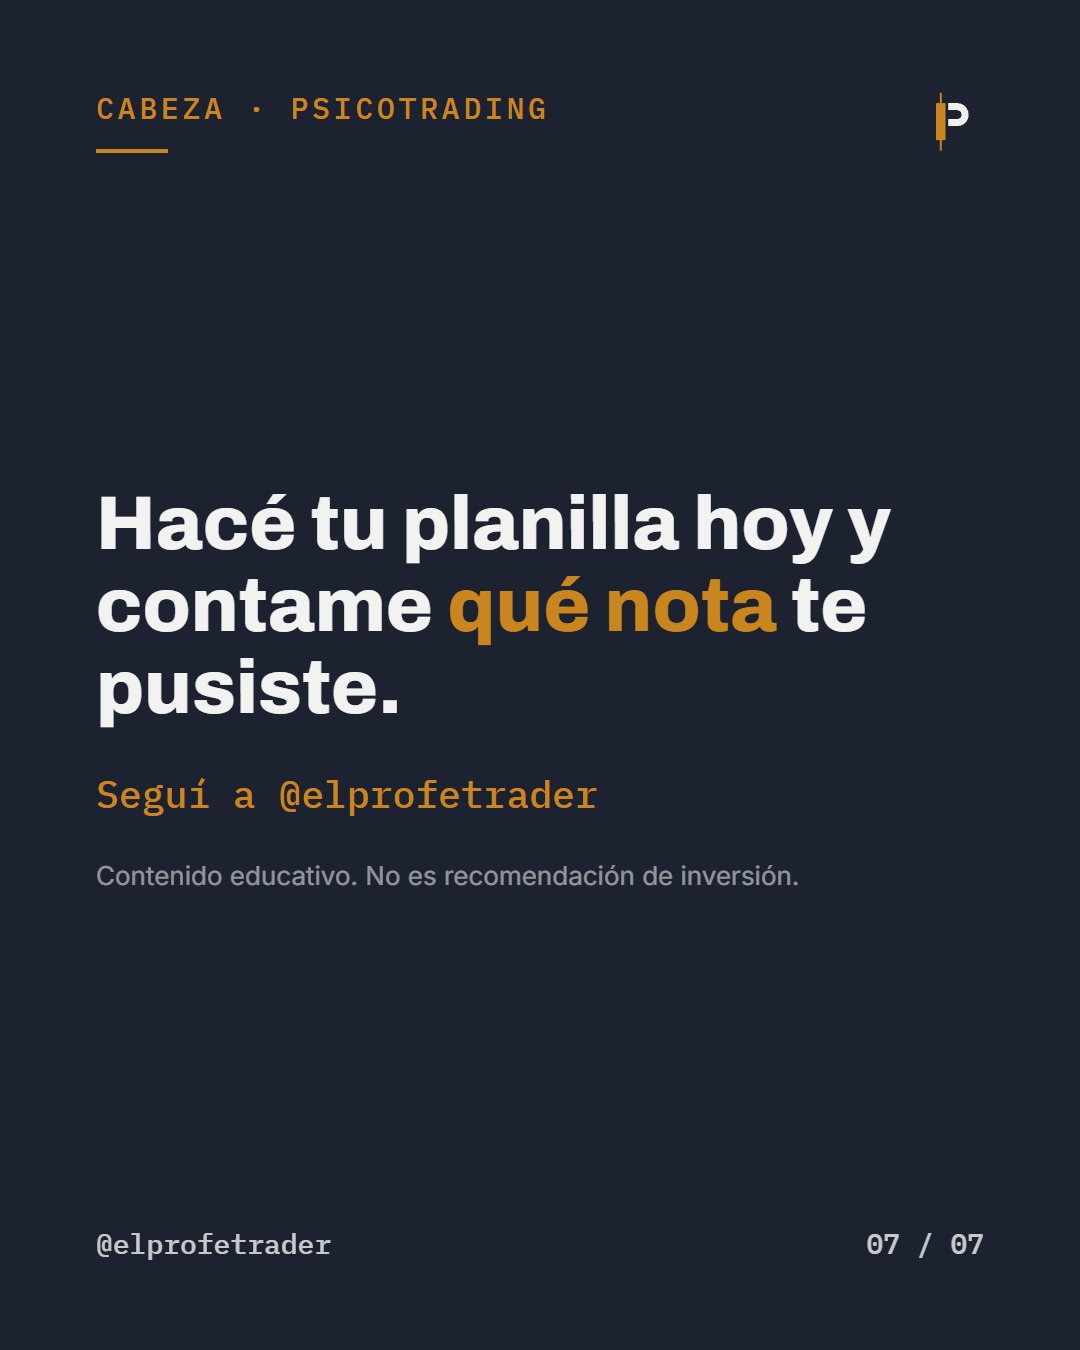 CABEZA · PSICOTRADING
Hacé tu planilla hoy y
contame qué nota te
pusiste.
Seguí a @elprofetrader
Contenido educativo. No es recomendación de inversión.
@elprofetrader
07 / 07